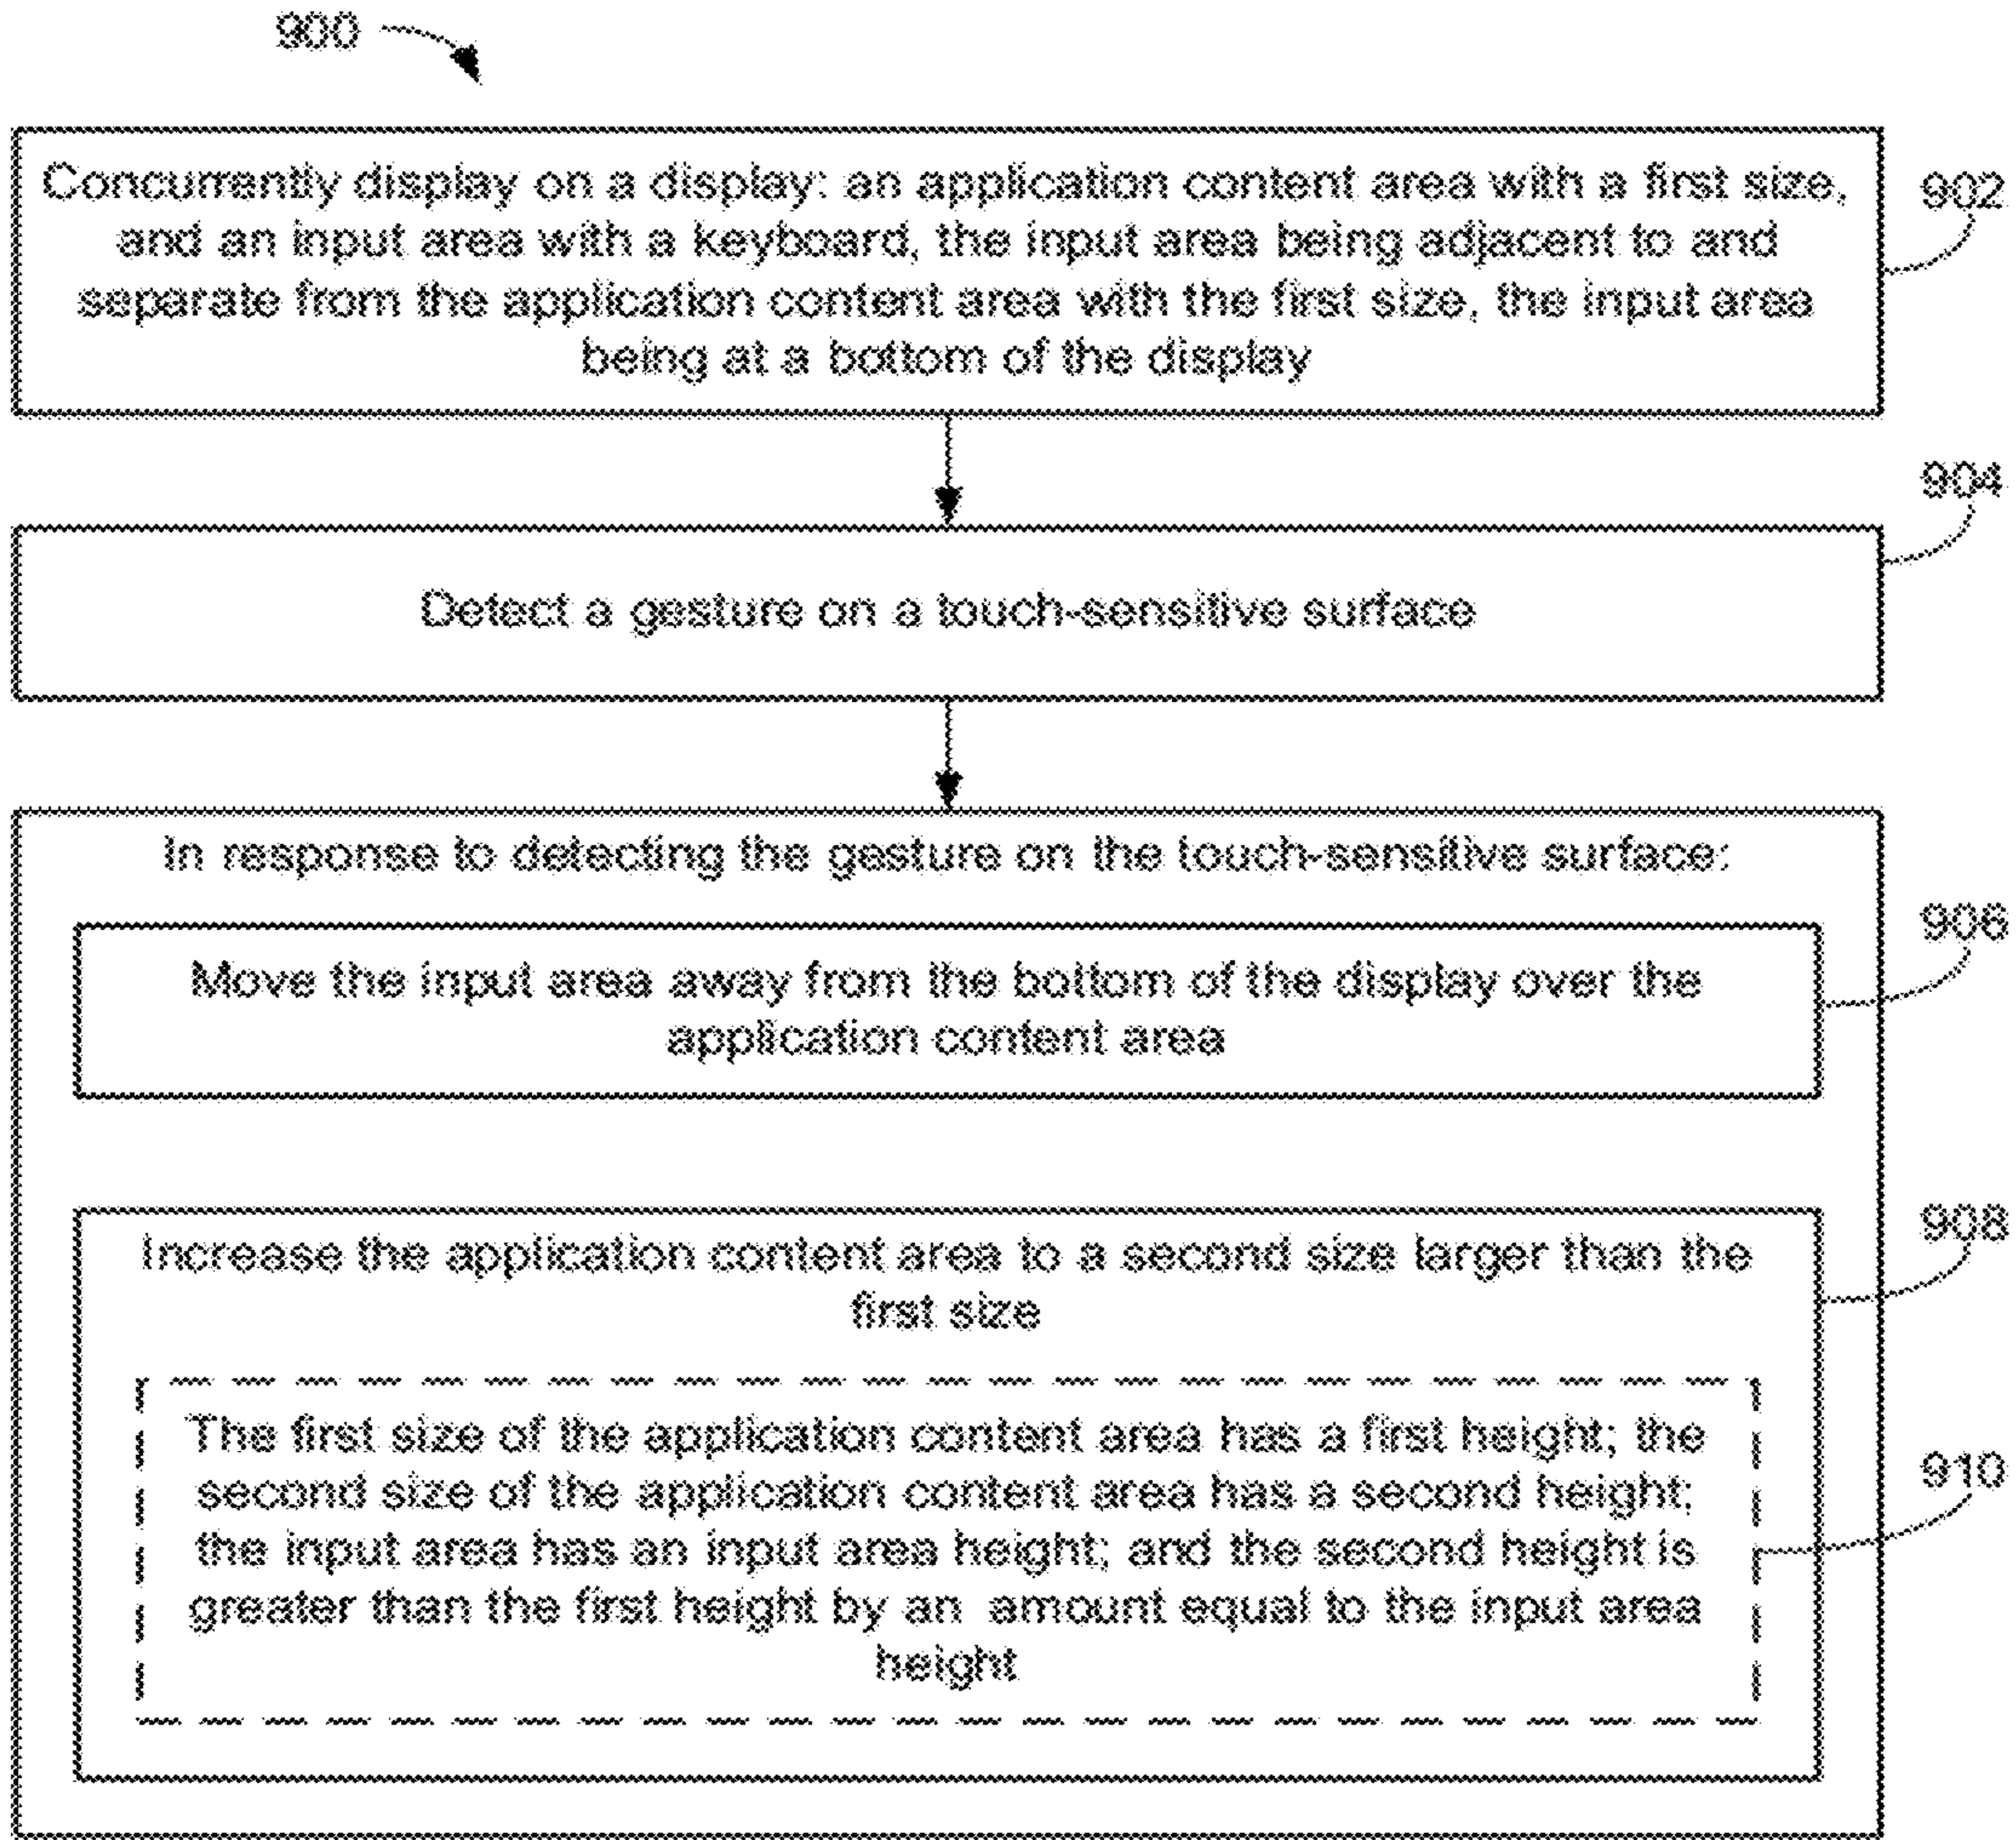 900
Concurrently display on a display: an application content area with a first size,
and an input area with a keyboard, the input area being adjacent to and
separate from the application content area with the first size, the input area
being at a bottom of the display
902
904
Detect a gesture on a touch-sensitive surface
In response to detecting the gesture on the touch-sensitive surface:
906
Move the input area away from the bottom of the display over the
application content area
908
Increase the application content area to a second size larger than the
first size
The first size of the application content area has a first height; the
second size of the application content area has a second height;
the input area has an input area height; and the second height is
greater than the first height by an amount equal to the input area
height
910